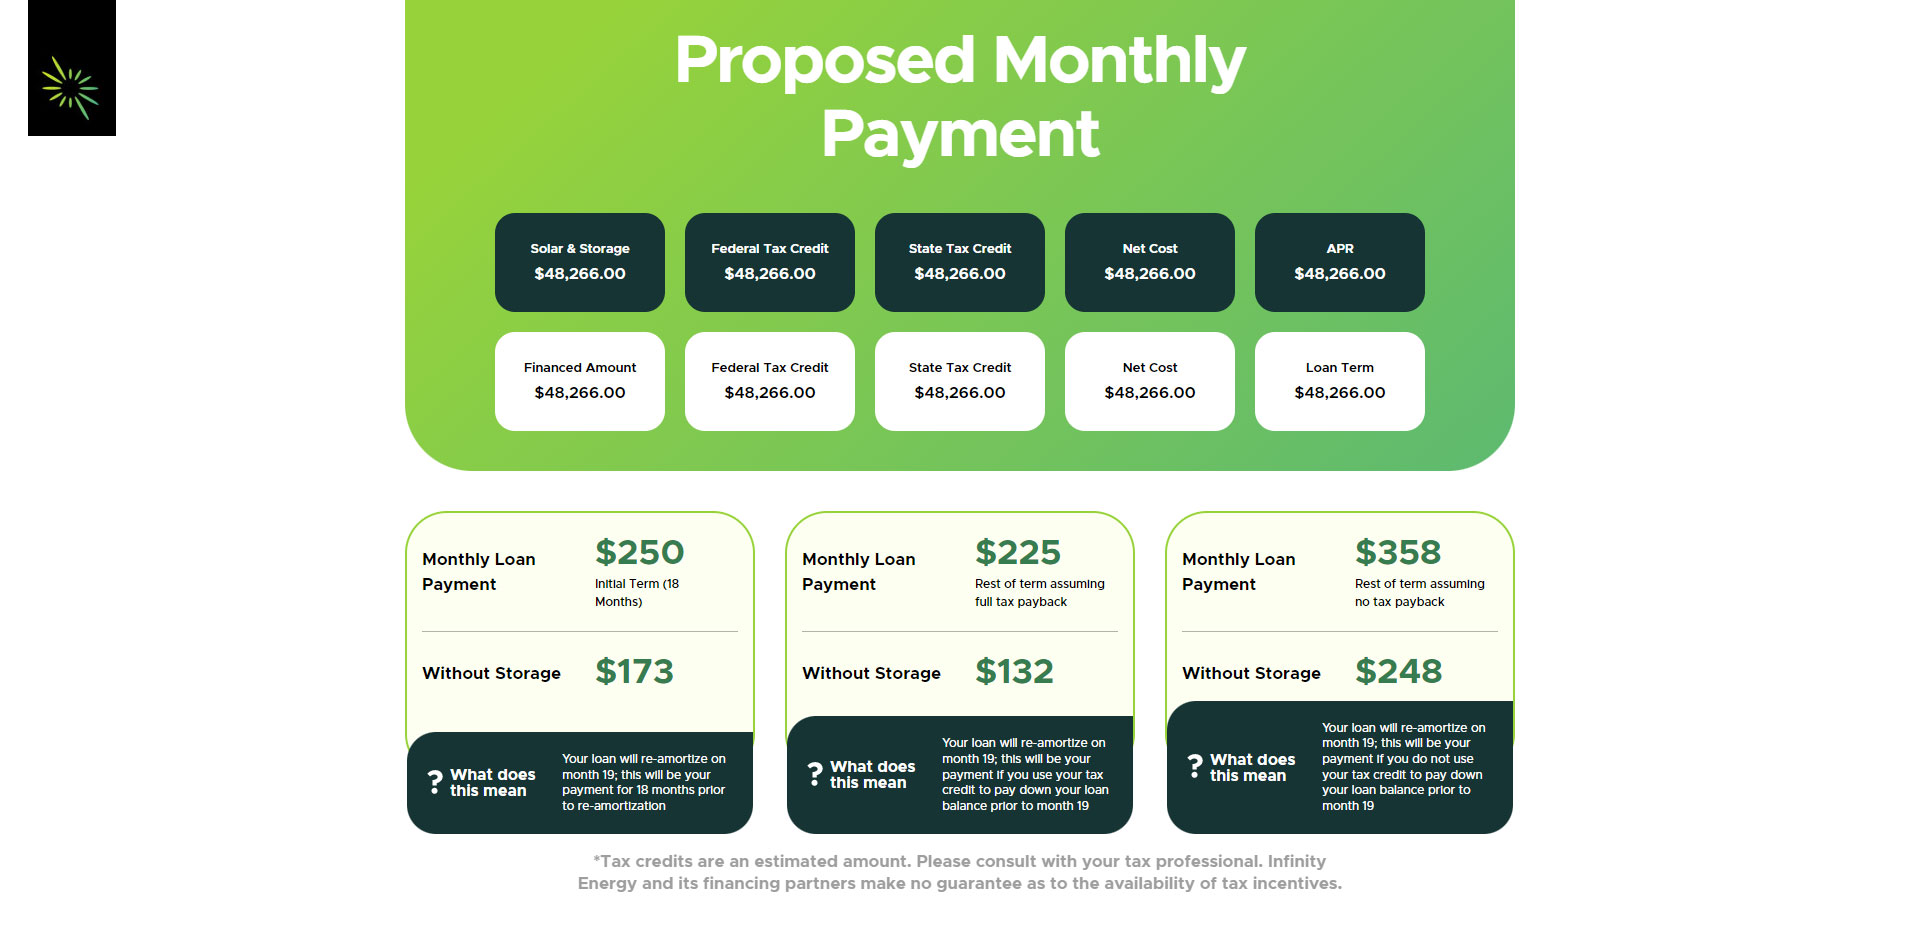 Proposed Monthly
Payment
Solar & Storage
$48,266.00
Federal Tax Credit
$48,266.00
State Tax Credit
$48,266.00
Net Cost
$48,266.00
APR
$48,266.00
Financed Amount
$48,266.00
Federal Tax Credit
$48,266.00
State Tax Credit
$48,266.00
Net Cost
$48,266.00
Loan Term
$48,266.00
Monthly Loan
Payment
$250
Initial Term (18
Months)
Without Storage
$173
? What does
this mean
Your loan will re-amortize on
month 19; this will be your
payment for 18 months prior
to re-amortization
Monthly Loan
Payment
$225
Rest of term assuming
full tax payback
Without Storage
$132
? What does
this mean
Your loan will re-amortize on
month 19; this will be your
payment if you use your tax
credit to pay down your loan
balance prior to month 19
Monthly Loan
Payment
$358
Rest of term assuming
no tax payback
Without Storage
$248
? What does
this mean
Your loan will re-amortize on
month 19; this will be your
payment if you do not use
your tax credit to pay down
your loan balance prior to
month 19
*Tax credits are an estimated amount. Please consult with your tax professional. Infinity
Energy and its financing partners make no guarantee as to the availability of tax incentives.